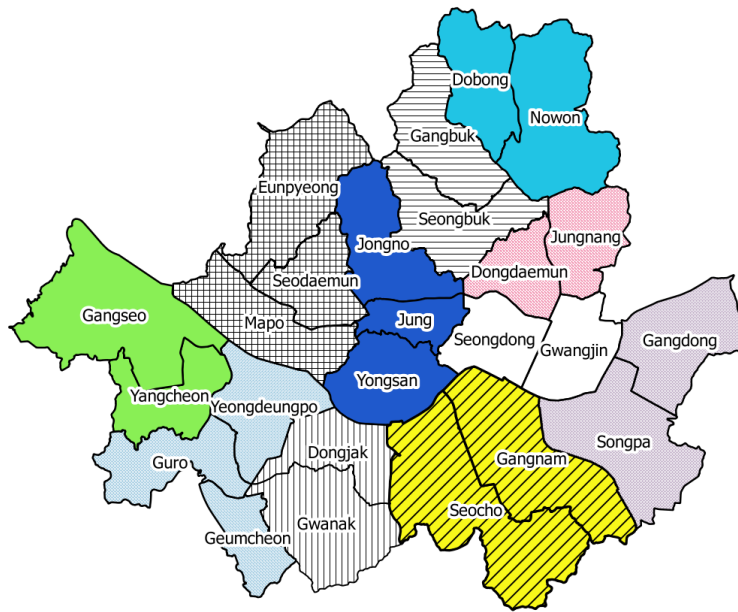 Dobong
Nowon
Gangbuk
Eunpyeong
Seongbuk
Jungnang
Jongno
Dongdaemun
Seodaemun
Gangseo
Mapo
Jung
Seongdong
Gwangjin
Gangdong
Yongsan
Yangcheon
Yeongdeungpo
Songpa
Dongjak
Gangnam
Guro
Seocho
Gwanak
Geumcheon